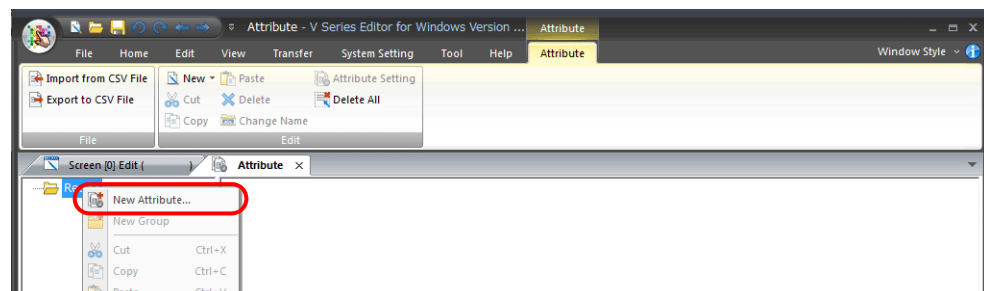 Attribute - V Series Editor for Windows Version ... Attribute
File Home Edit View Transfer System Setting Tool Help Attribute Window Style
Import from CSV File New Paste Attribute Setting
Export to CSV File Cut Delete Delete All
Copy Change Name
File Edit
Screen [0] Edit ( ) Attribute
New Attribute...
New Group
Cut Ctrl+X
Copy Ctrl+C
Paste Ctrl+V